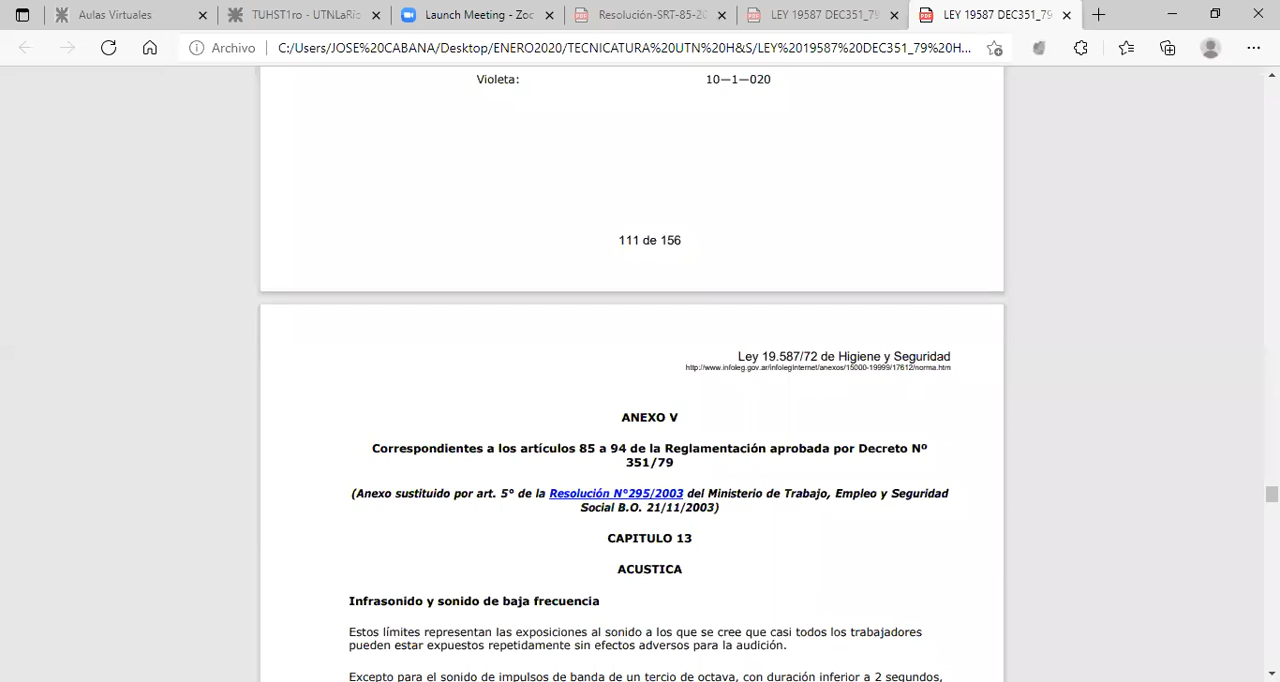 Aulas Virtuales
TUHST1ro - UTNLaRio
Launch Meeting - Zoo
Resolución-SRT-85-20
LEY 19587 DEC351_79
LEY 19587 DEC351_79
Archivo
C:/Users/JOSE%20CABANA/Desktop/ENERO2020/TECNICATURA%20UTN%20H&S/LEY%2019587%20DEC351_79%20H...
Violeta: 10—1—020
111 de 156
Ley 19.587/72 de Higiene y Seguridad
http://www.infoleg.gov.ar/infolegInternet/anexos/15000-19999/17612/norma.htm
ANEXO V
Correspondientes a los artículos 85 a 94 de la Reglamentación aprobada por Decreto Nº
351/79
(Anexo sustituido por art. 5° de la Resolución N°295/2003 del Ministerio de Trabajo, Empleo y Seguridad
Social B.O. 21/11/2003)
CAPITULO 13
ACUSTICA
Infrasonido y sonido de baja frecuencia
Estos límites representan las exposiciones al sonido a los que se cree que casi todos los trabajadores
pueden estar expuestos repetidamente sin efectos adversos para la audición.
Excepto para el sonido de impulsos de banda de un tercio de octava, con duración inferior a 2 segundos,